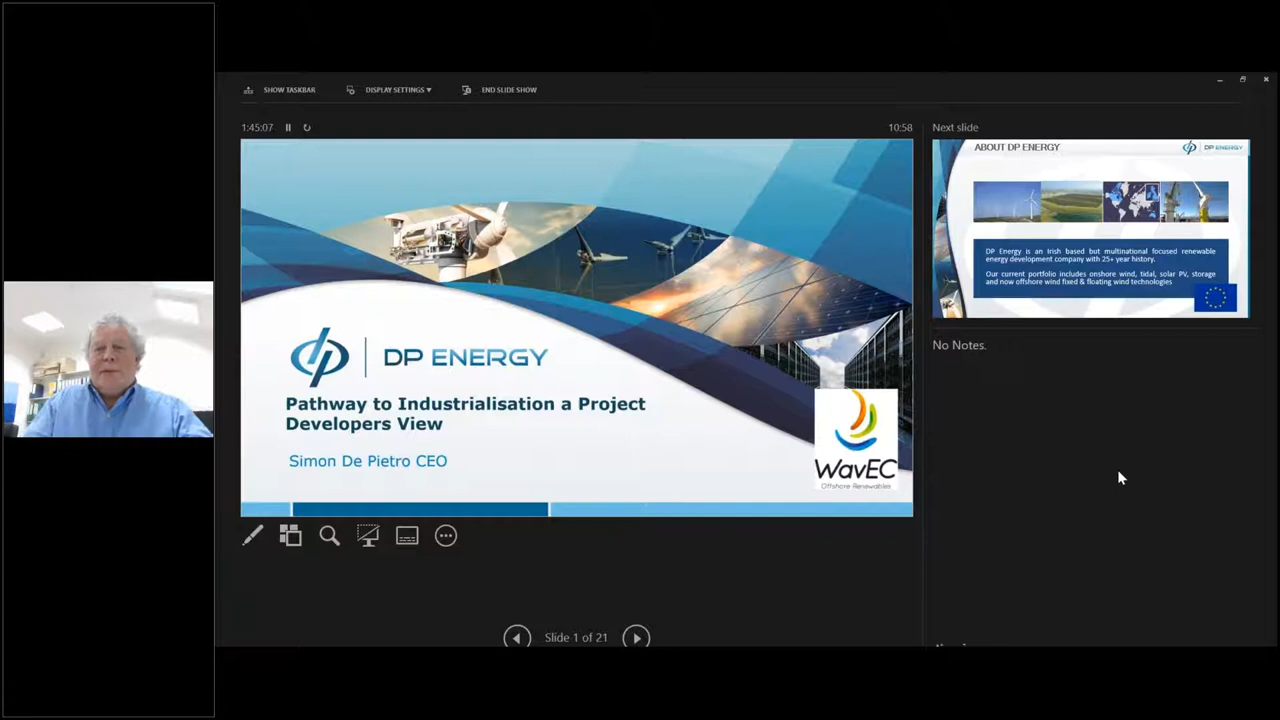 SHOW TASKBAR
DISPLAY SETTINGS ▼
END SLIDE SHOW
1:45:07
10:58
DP ENERGY
Pathway to Industrialisation a Project
Developers View
Simon De Pietro CEO
WavEC
Offshore Renewables
Slide 1 of 21
Next slide
ABOUT DP ENERGY
DP ENERGY
DP Energy is an Irish based but multinational focused renewable
energy development company with 25+ year history.
Our current portfolio includes onshore wind, tidal, solar PV, storage
and now offshore wind fixed & floating wind technologies
No Notes.